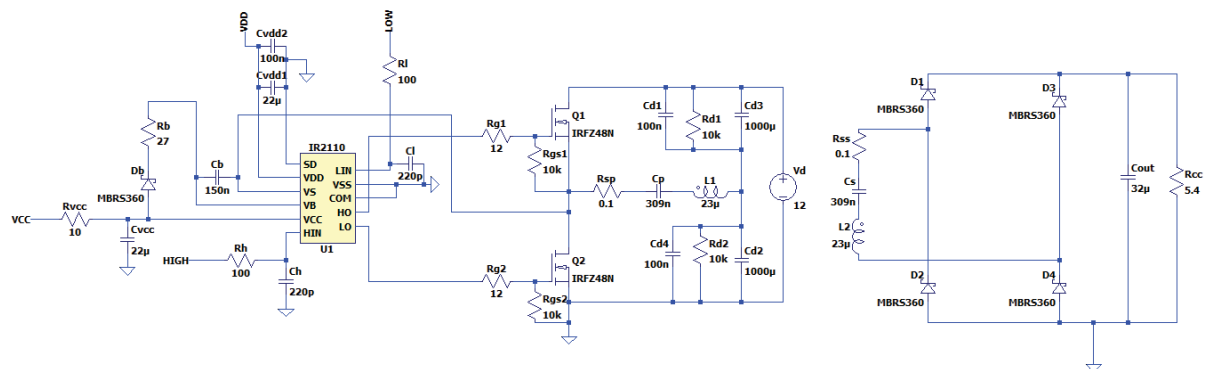 VDD
Cvdd2
100n
Cvdd1
22µ
LOW
Rl
100
Rb
27
Cb
150n
Db
MBRS360
VCC
Rvcc
10
Cvcc
22µ
HIGH
Rh
100
Ch
220p
IR2110
SD
VDD
VS
VB
VCC
HIN
LIN
VSS
COM
HO
LO
U1
Cl
220p
Rg1
12
Q1
IRFZ48N
Rgs1
10k
Rg2
12
Q2
IRFZ48N
Rgs2
10k
Rsp
0.1
Cp
309n
L1
23µ
Cd1
100n
Rd1
10k
Cd3
1000µ
Cd4
100n
Rd2
10k
Cd2
1000µ
Vd
12
D1
MBRS360
D3
MBRS360
Rss
0.1
Cs
309n
L2
23µ
D2
MBRS360
D4
MBRS360
Cout
32µ
Rcc
5.4